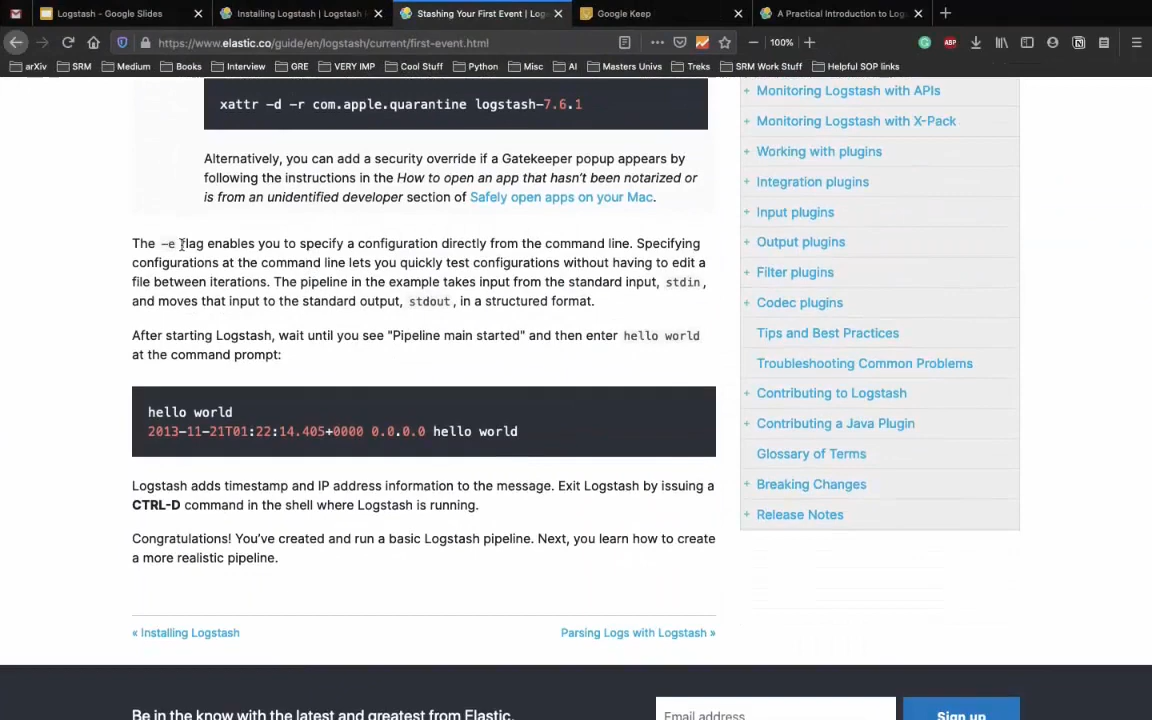 Logstash - Google Slides
Installing Logstash | Logstash
Stashing Your First Event | Log
Google Keep
A Practical Introduction to Log
https://www.elastic.co/guide/en/logstash/current/first-event.html
100%
arXiv
SRM
Medium
Books
Interview
GRE
VERY IMP
Cool Stuff
Python
Misc
AI
Masters Univs
Treks
SRM Work Stuff
Helpful SOP links
xattr -d -r com.apple.quarantine logstash-7.6.1
Alternatively, you can add a security override if a Gatekeeper popup appears by
following the instructions in the How to open an app that hasn't been notarized or
is from an unidentified developer section of Safely open apps on your Mac.
The -e flag enables you to specify a configuration directly from the command line. Specifying
configurations at the command line lets you quickly test configurations without having to edit a
file between iterations. The pipeline in the example takes input from the standard input, stdin,
and moves that input to the standard output, stdout, in a structured format.
After starting Logstash, wait until you see "Pipeline main started" and then enter hello world
at the command prompt:
hello world
2013-11-21T01:22:14.405+0000 0.0.0.0 hello world
Logstash adds timestamp and IP address information to the message. Exit Logstash by issuing a
CTRL-D command in the shell where Logstash is running.
Congratulations! You've created and run a basic Logstash pipeline. Next, you learn how to create
a more realistic pipeline.
« Installing Logstash
Parsing Logs with Logstash »
Monitoring Logstash with APIs
Monitoring Logstash with X-Pack
Working with plugins
Integration plugins
Input plugins
Output plugins
Filter plugins
Codec plugins
Tips and Best Practices
Troubleshooting Common Problems
Contributing to Logstash
Contributing a Java Plugin
Glossary of Terms
Breaking Changes
Release Notes
Be in the know with the latest and greatest from Elastic.
Email address
Sign up